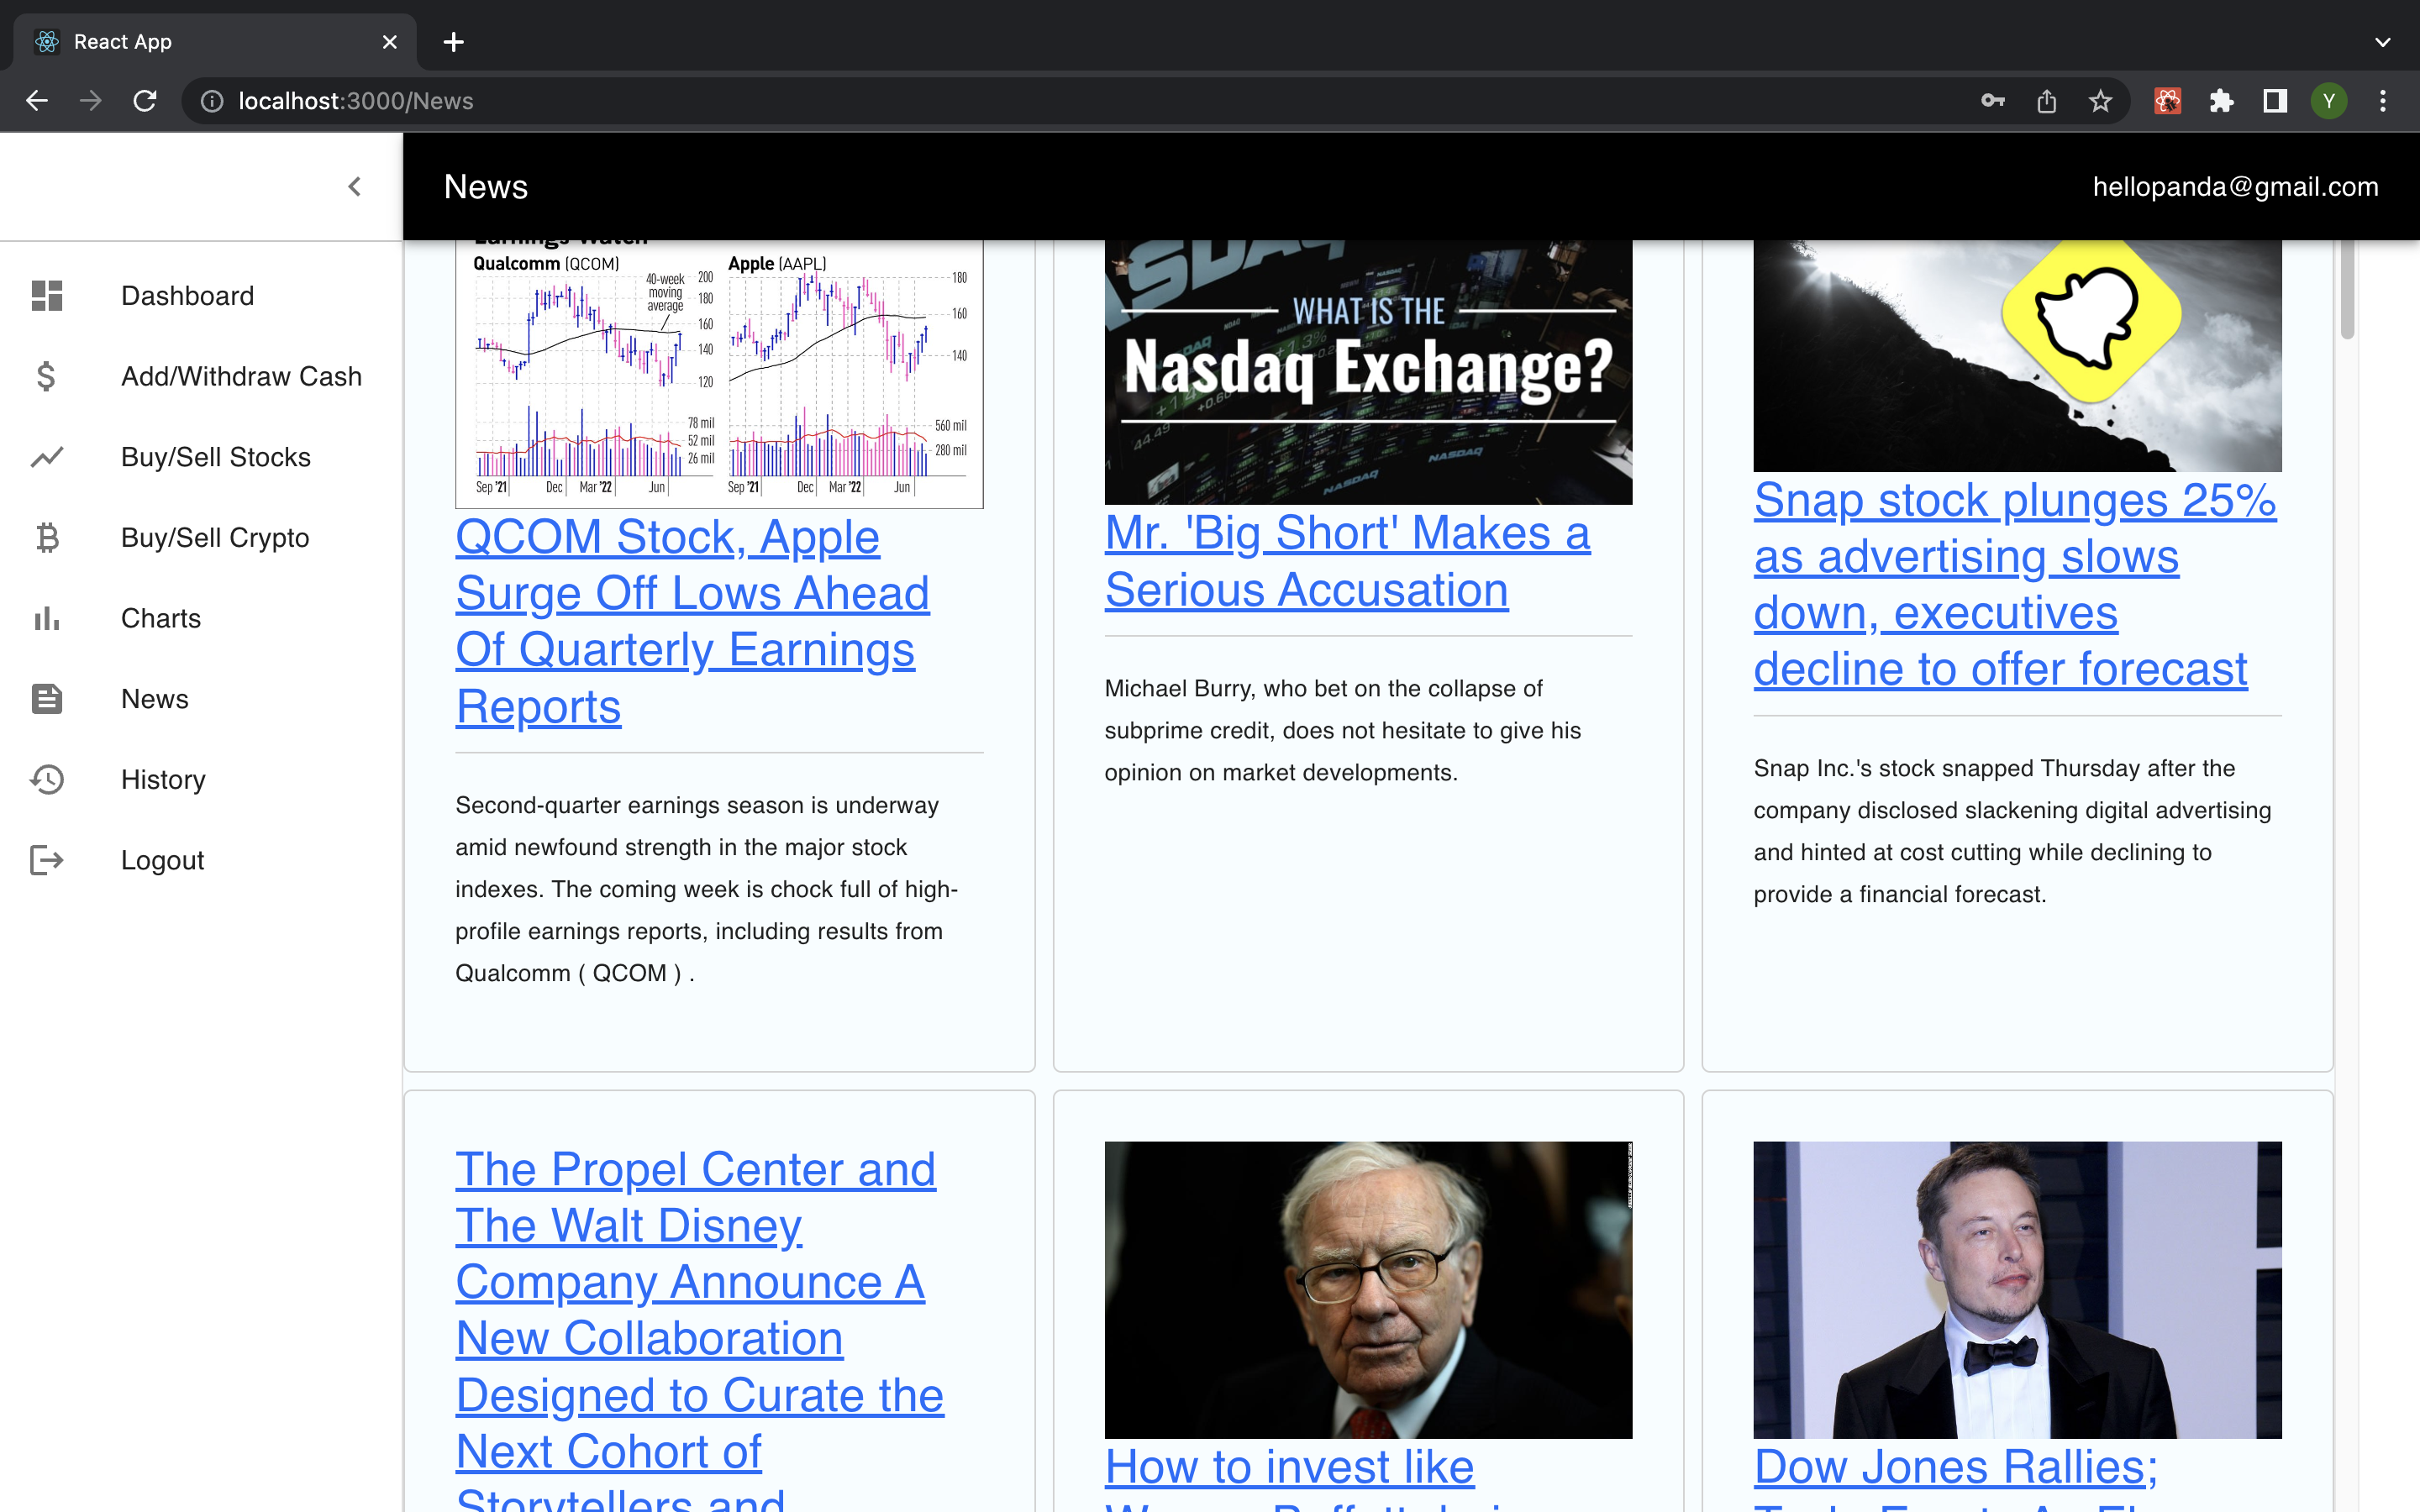 React App
localhost:3000/News
Y
News
hellopanda@gmail.com
Dashboard
Add/Withdraw Cash
Buy/Sell Stocks
Buy/Sell Crypto
Charts
News
History
Logout
Qualcomm (QCOM)
40-week
moving
average
200
180
160
140
120
78 mil
52 mil
26 mil
Sep '21
Dec
Mar '22
Jun
Apple (AAPL)
180
160
140
560 mil
280 mil
Sep '21
Dec
Mar '22
Jun
QCOM Stock, Apple
Surge Off Lows Ahead
Of Quarterly Earnings
Reports
Second-quarter earnings season is underway
amid newfound strength in the major stock
indexes. The coming week is chock full of high-
profile earnings reports, including results from
Qualcomm ( QCOM ) .
WHAT IS THE
Nasdaq Exchange?
44.49
NASDAQ
NASDAQ
Mr. 'Big Short' Makes a
Serious Accusation
Michael Burry, who bet on the collapse of
subprime credit, does not hesitate to give his
opinion on market developments.
Snap stock plunges 25%
as advertising slows
down, executives
decline to offer forecast
Snap Inc.'s stock snapped Thursday after the
company disclosed slackening digital advertising
and hinted at cost cutting while declining to
provide a financial forecast.
The Propel Center and
The Walt Disney
Company Announce A
New Collaboration
Designed to Curate the
Next Cohort of
Storytellers and
How to invest like
Dow Jones Rallies;